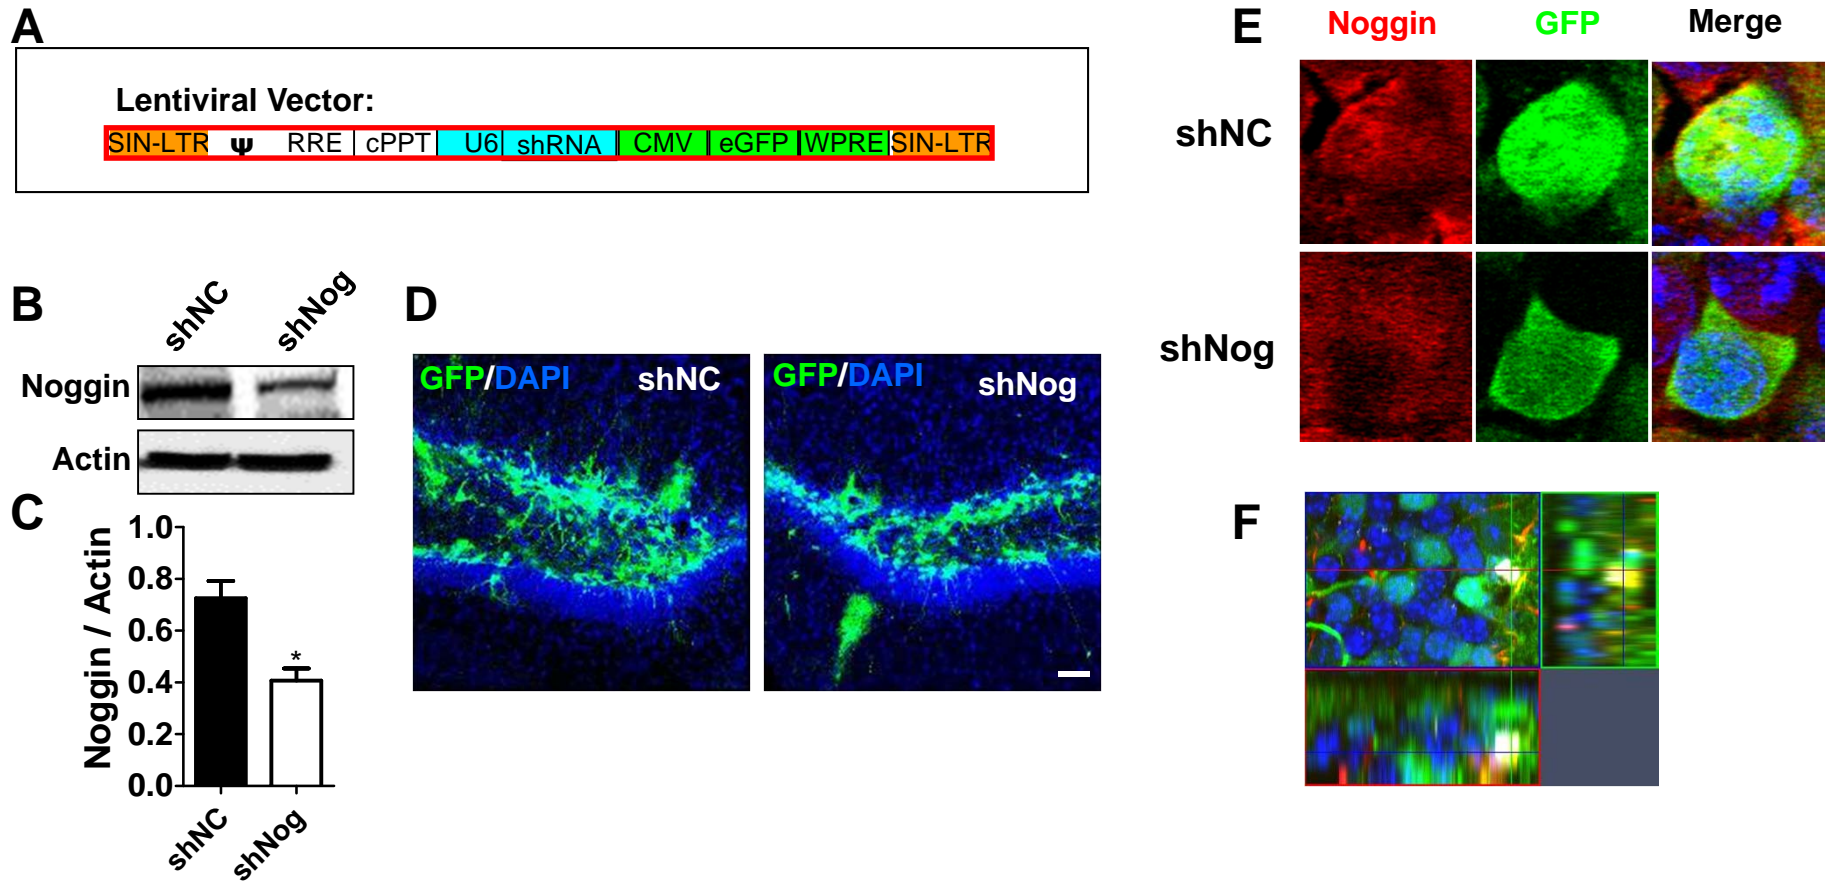 A
Lentiviral Vector:
SIN-LTR ψ RRE cPPT U6 shRNA CMV eGFP WPRE SIN-LTR
B
shNC shNog
Noggin
Actin
C
Noggin / Actin
1.0
0.8
0.6
0.4
0.2
0.0
*
shNC shNog
D
GFP/DAPI shNC
GFP/DAPI shNog
E
Noggin GFP Merge
shNC
shNog
F